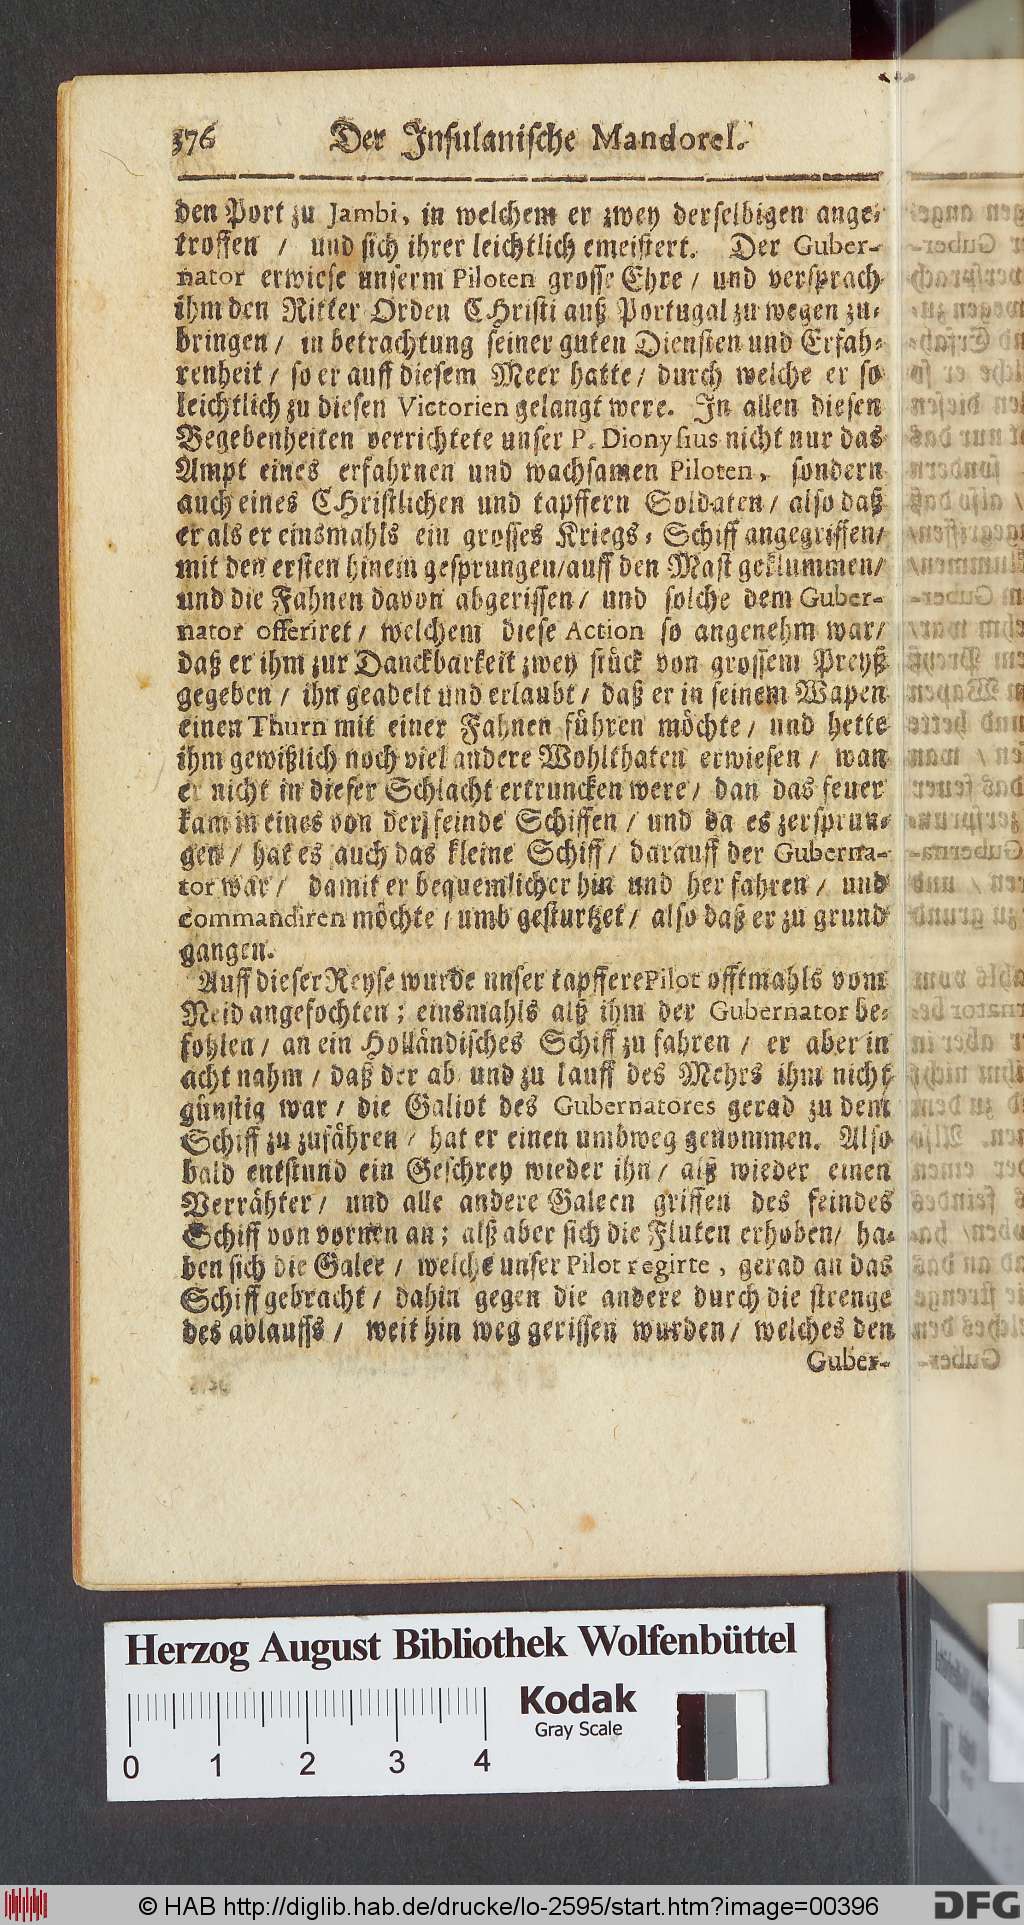 376 Der Insulanische Mandorel.
den Port zu Jambi, in welchem er zwey derselbigen ange-
troffen / und sich ihrer leichtlich emeistert. Der Guber-
nator erwiese unserm Piloten grosse Ehre / und versprach
ihm den Ritter Orden CHristi auß Portugal zu wegen zu-
bringen / in betrachtung seiner guten Diensten und Erfah-
renheit / so er auff diesem Meer hatte / durch welche er so
leichtlich zu diesen Victorien gelangt were. In allen diesen
Begebenheiten verrichtete unser P. Dionysius nicht nur das
Ampt eines erfahrnen und wachsamen Piloten, sondern
auch eines CHristlichen und tapffern Soldaten / also daß
er als er einsmahls ein grosses Kriegs-Schiff angegriffen /
mit den ersten hinein gesprungen / auff den Mast geklummen /
und die Fahnen davon abgerissen / und solche dem Guber-
nator offeriret / welchem diese Action so angenehm war /
daß er ihm zur Danckbarkeit zwey stück von grossem Preyß
gegeben / ihn geadelt und erlaubt / daß er in seinem Wapen
einen Thurn mit einer Fahnen führen möchte / und hette
ihm gewißlich noch viel andere Wohlthaten erwiesen / wan
er nicht in dieser Schlacht ertruncken were / dan das feuer
kam in eines von der feinde Schiffen / und da es zersprun-
gen / hat es auch das kleine Schiff / darauff der Guberna-
tor war / damit er bequemlicher hin und her fahren / und
commandiren möchte / umb gesturtzet / also daß er zu grund
gangen.
Auff dieser Reyse wurde unser tapffere Pilot offtmahls vom
Neid angefochten ; einsmahls alß ihm der Gubernator be-
fohlen / an ein Holländisches Schiff zu fahren / er aber in
acht nahm / daß der ab und zu lauff des Mehrs ihm nicht
günstig war / die Galiot des Gubernatores gerad zu dem
Schiff zu zufähren / hat er einen umbweg genommen. Also
bald entstund ein Geschrey wieder ihn / alß wieder einen
Verrähter / und alle andere Galeen griffen des feindes
Schiff von vornen an ; alß aber sich die Fluten erhoben / ha-
ben sich die Galee / welche unser Pilot regirte, gerad an das
Schiff gebracht / dahin gegen die andere durch die strenge
des ablauffs / weit hin weg gerissen wurden / welches den
Guber-
Herzog August Bibliothek Wolfenbüttel
Kodak
Gray Scale
0 1 2 3 4
© HAB http://diglib.hab.de/drucke/lo-2595/start.htm?image=00396
DFG